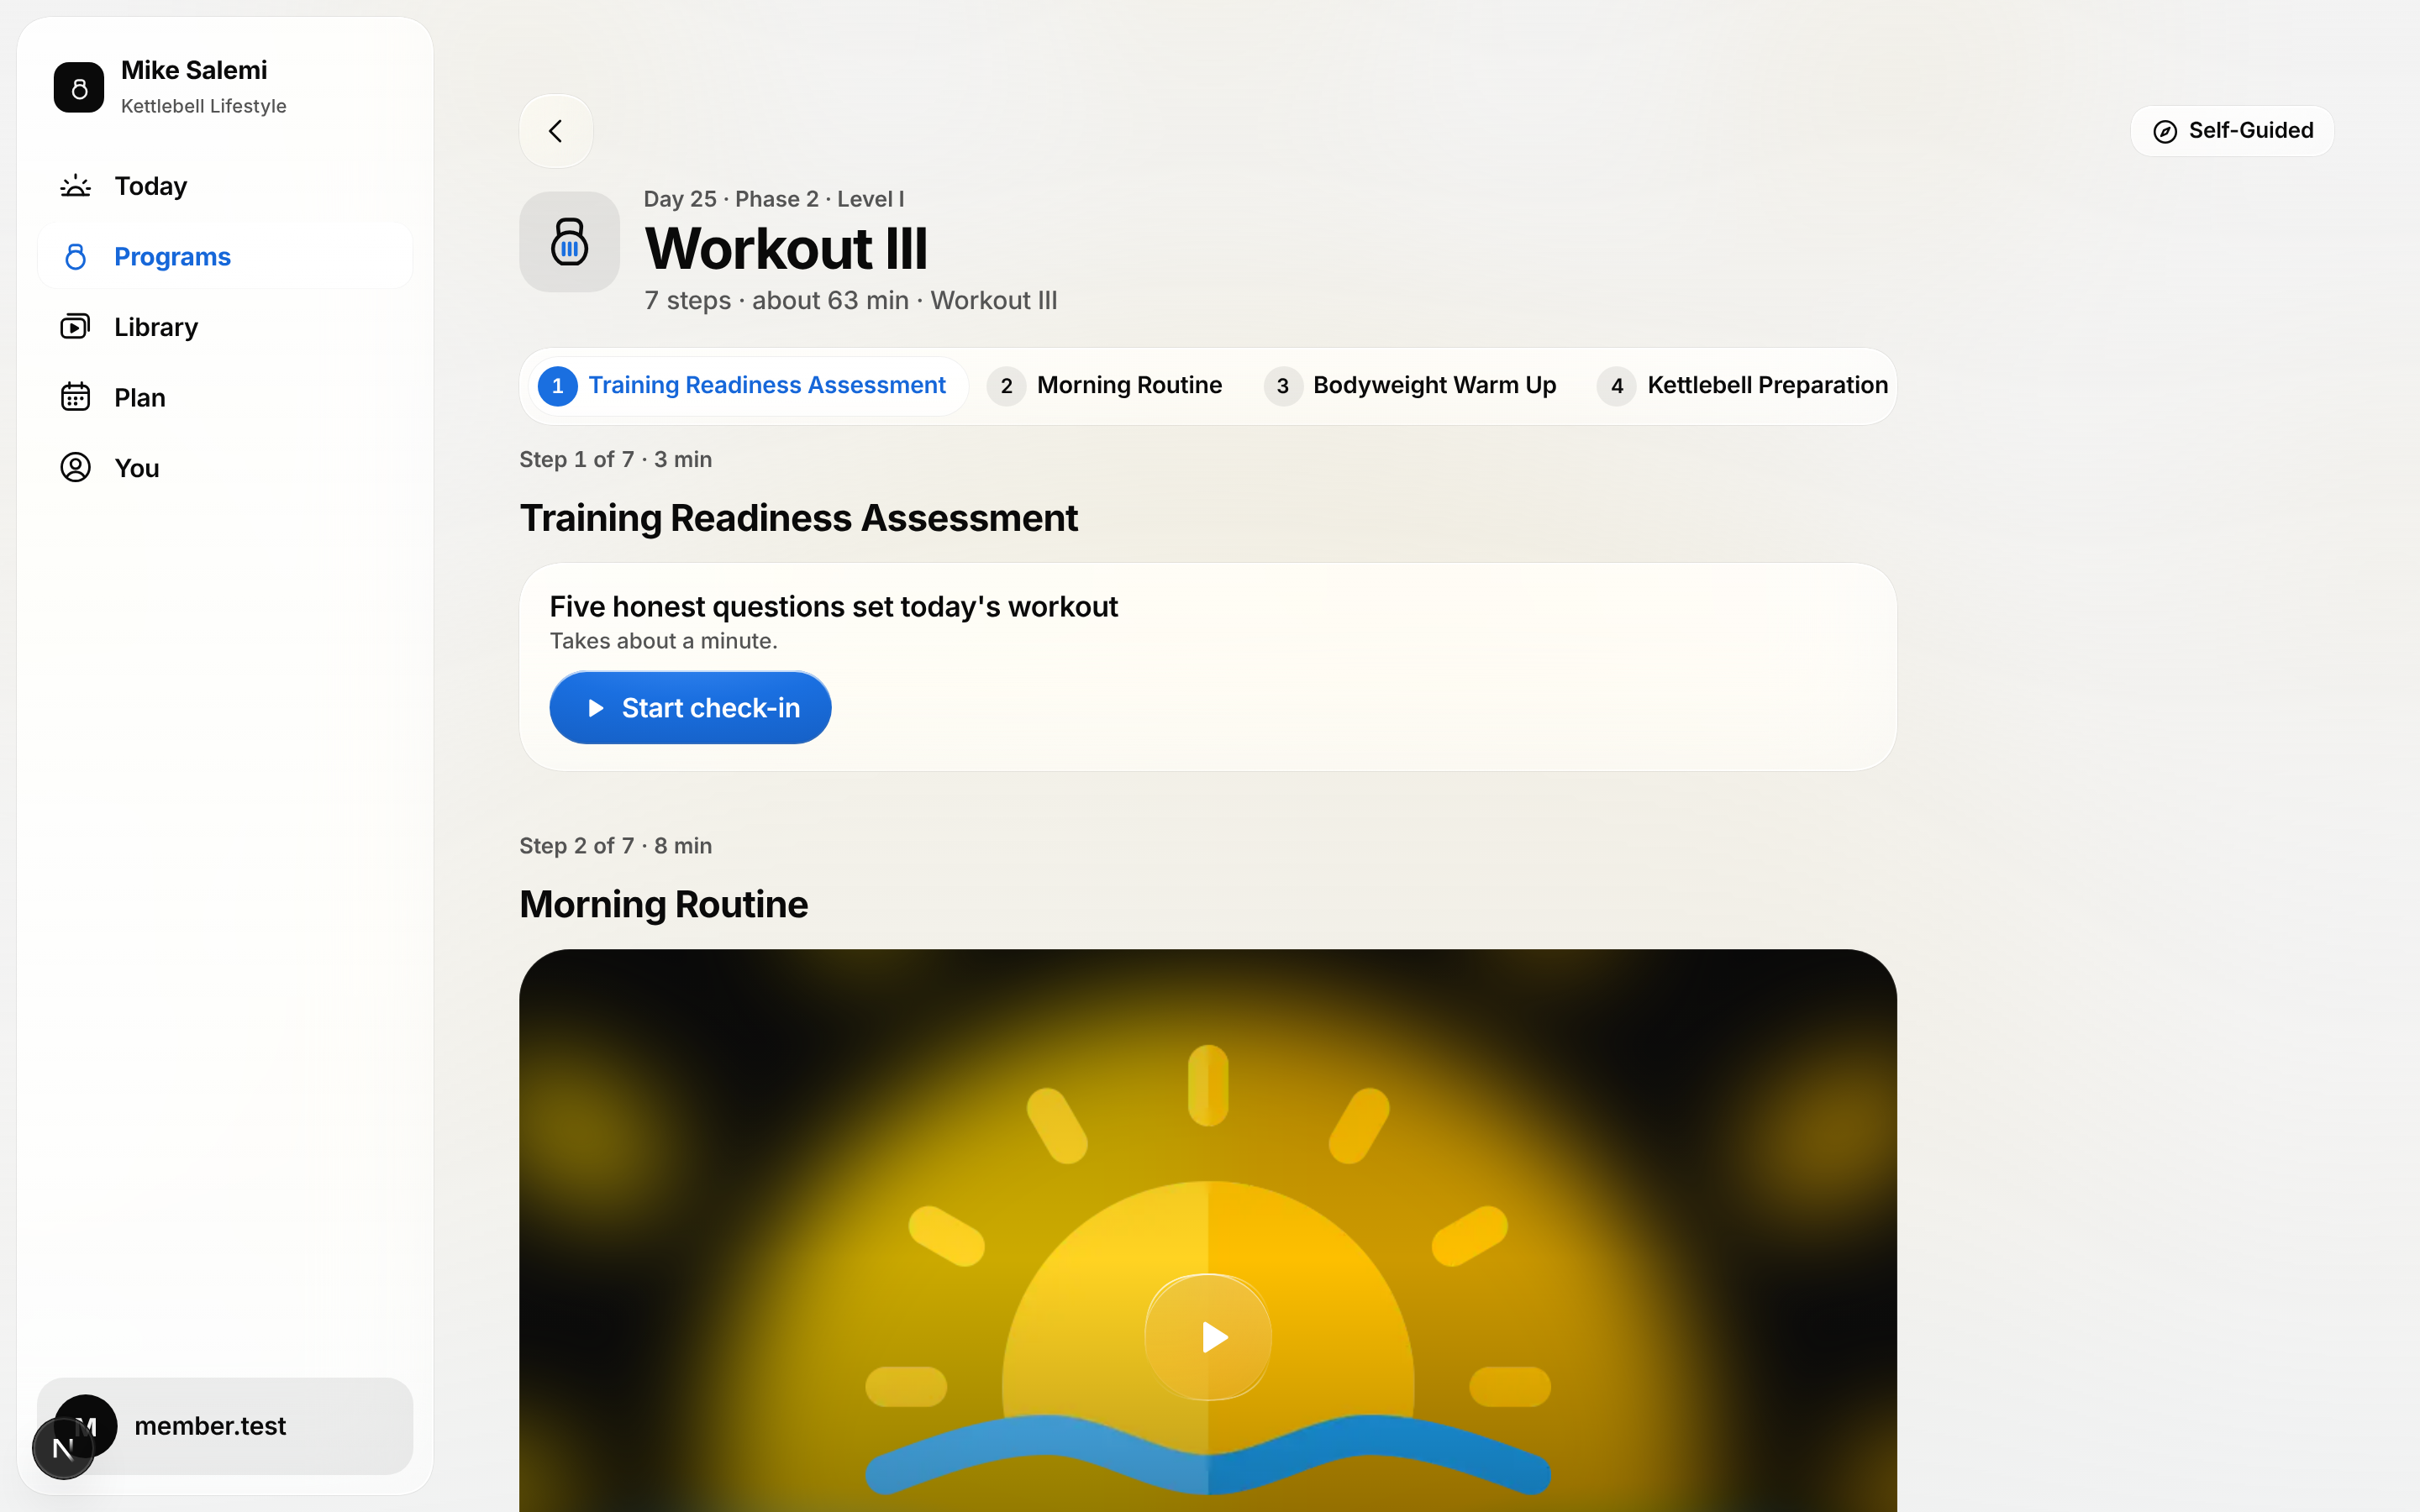 Mike Salemi
Kettlebell Lifestyle
Today
Programs
Library
Plan
You
M
N
member.test
Self-Guided
Day 25 · Phase 2 · Level I
Workout III
7 steps · about 63 min · Workout III
1 Training Readiness Assessment
2 Morning Routine
3 Bodyweight Warm Up
4 Kettlebell Preparation
Step 1 of 7 · 3 min
Training Readiness Assessment
Five honest questions set today's workout
Takes about a minute.
Start check-in
Step 2 of 7 · 8 min
Morning Routine